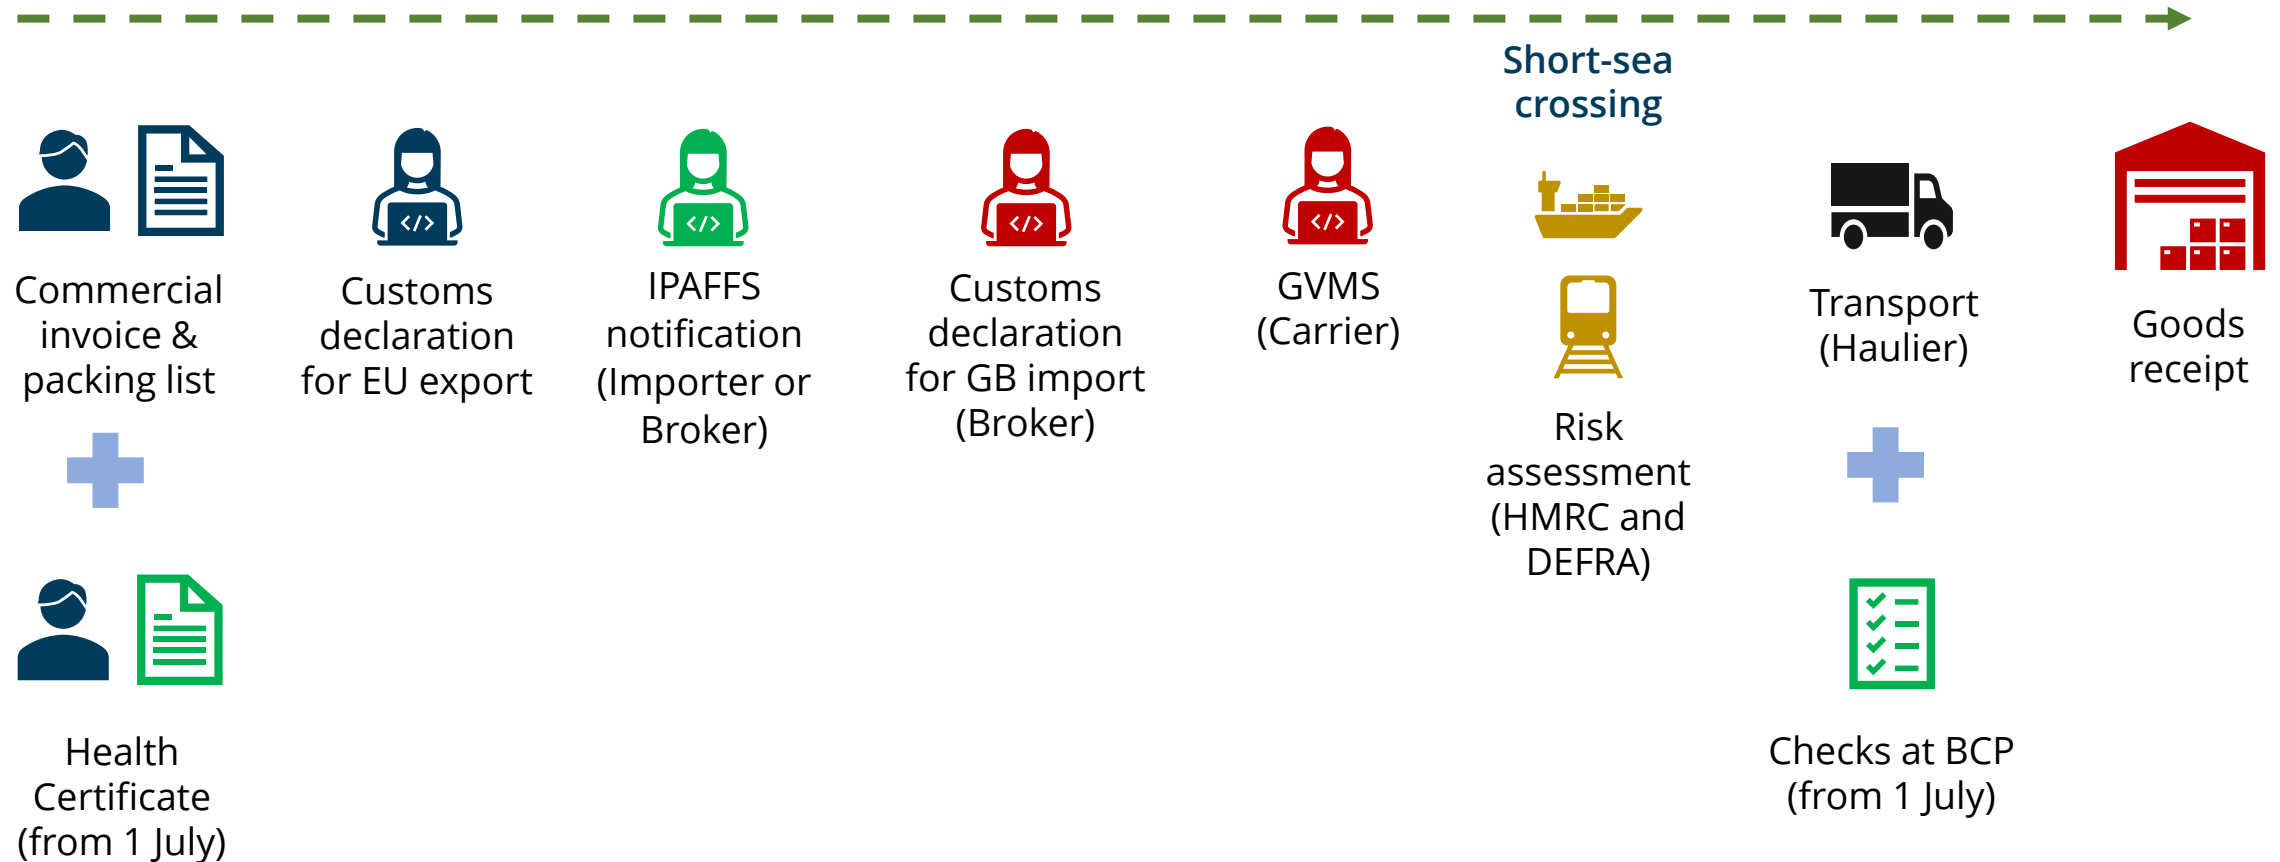 Short-sea
crossing
Commercial
invoice &
packing list
Customs
declaration
for EU export
IPAFFS
notification
(Importer or
Broker)
Customs
declaration
for GB import
(Broker)
GVMS
(Carrier)
Risk
assessment
(HMRC and
DEFRA)
Transport
(Haulier)
Goods
receipt
Health
Certificate
(from 1 July)
Checks at BCP
(from 1 July)